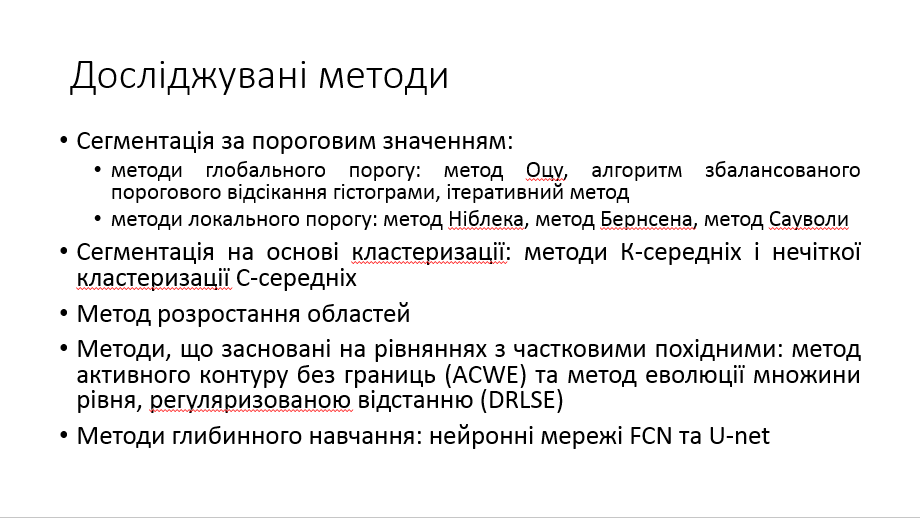 Досліджувані методи
• Сегментація за пороговим значенням:
• методи глобального порогу: метод Оцу, алгоритм збалансованого
порогового відсікання гістограми, ітеративний метод
• методи локального порогу: метод Ніблека, метод Бернсена, метод Сауволи
• Сегментація на основі кластеризації: методи К-середніх і нечіткої
кластеризації С-середніх
• Метод розростання областей
• Методи, що засновані на рівняннях з частковими похідними: метод
активного контуру без границь (ACWE) та метод еволюції множини
рівня, регуляризованою відстанню (DRLSE)
• Методи глибинного навчання: нейронні мережі FCN та U-net